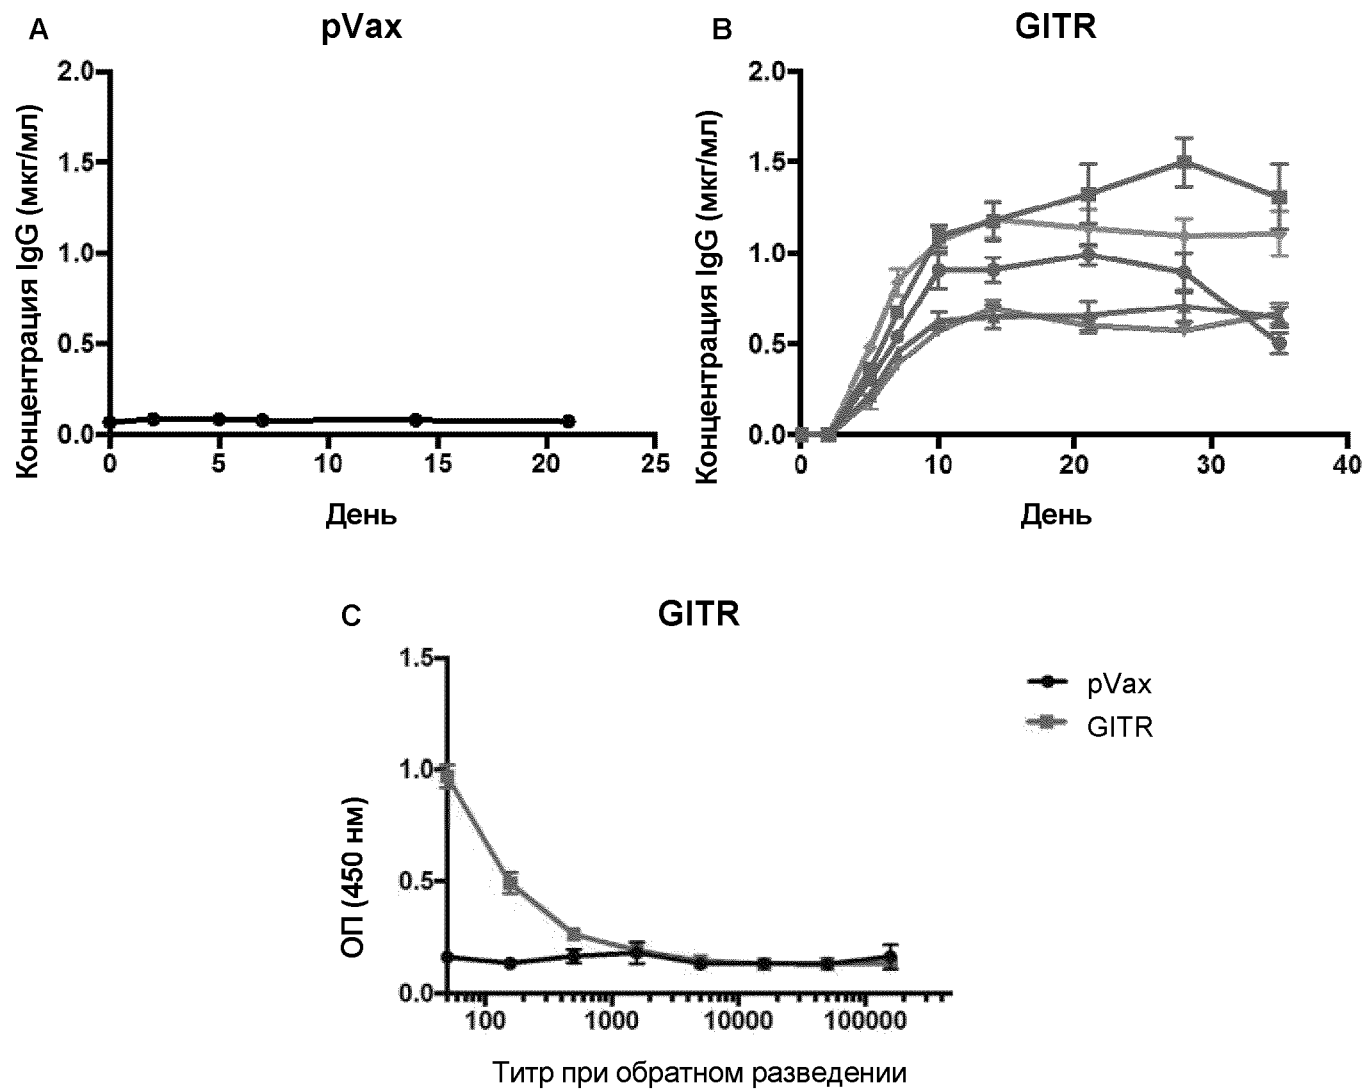 A
pVax
2.0
1.5
1.0
0.5
0.0
Концентрация IgG (мкг/мл)
0
5
10
15
20
25
День
B
GITR
2.0
1.5
1.0
0.5
0.0
Концентрация IgG (мкг/мл)
0
10
20
30
40
День
C
GITR
1.5
1.0
0.5
0.0
ОП (450 нм)
100
1000
10000
100000
Титр при обратном разведении
pVax
GITR